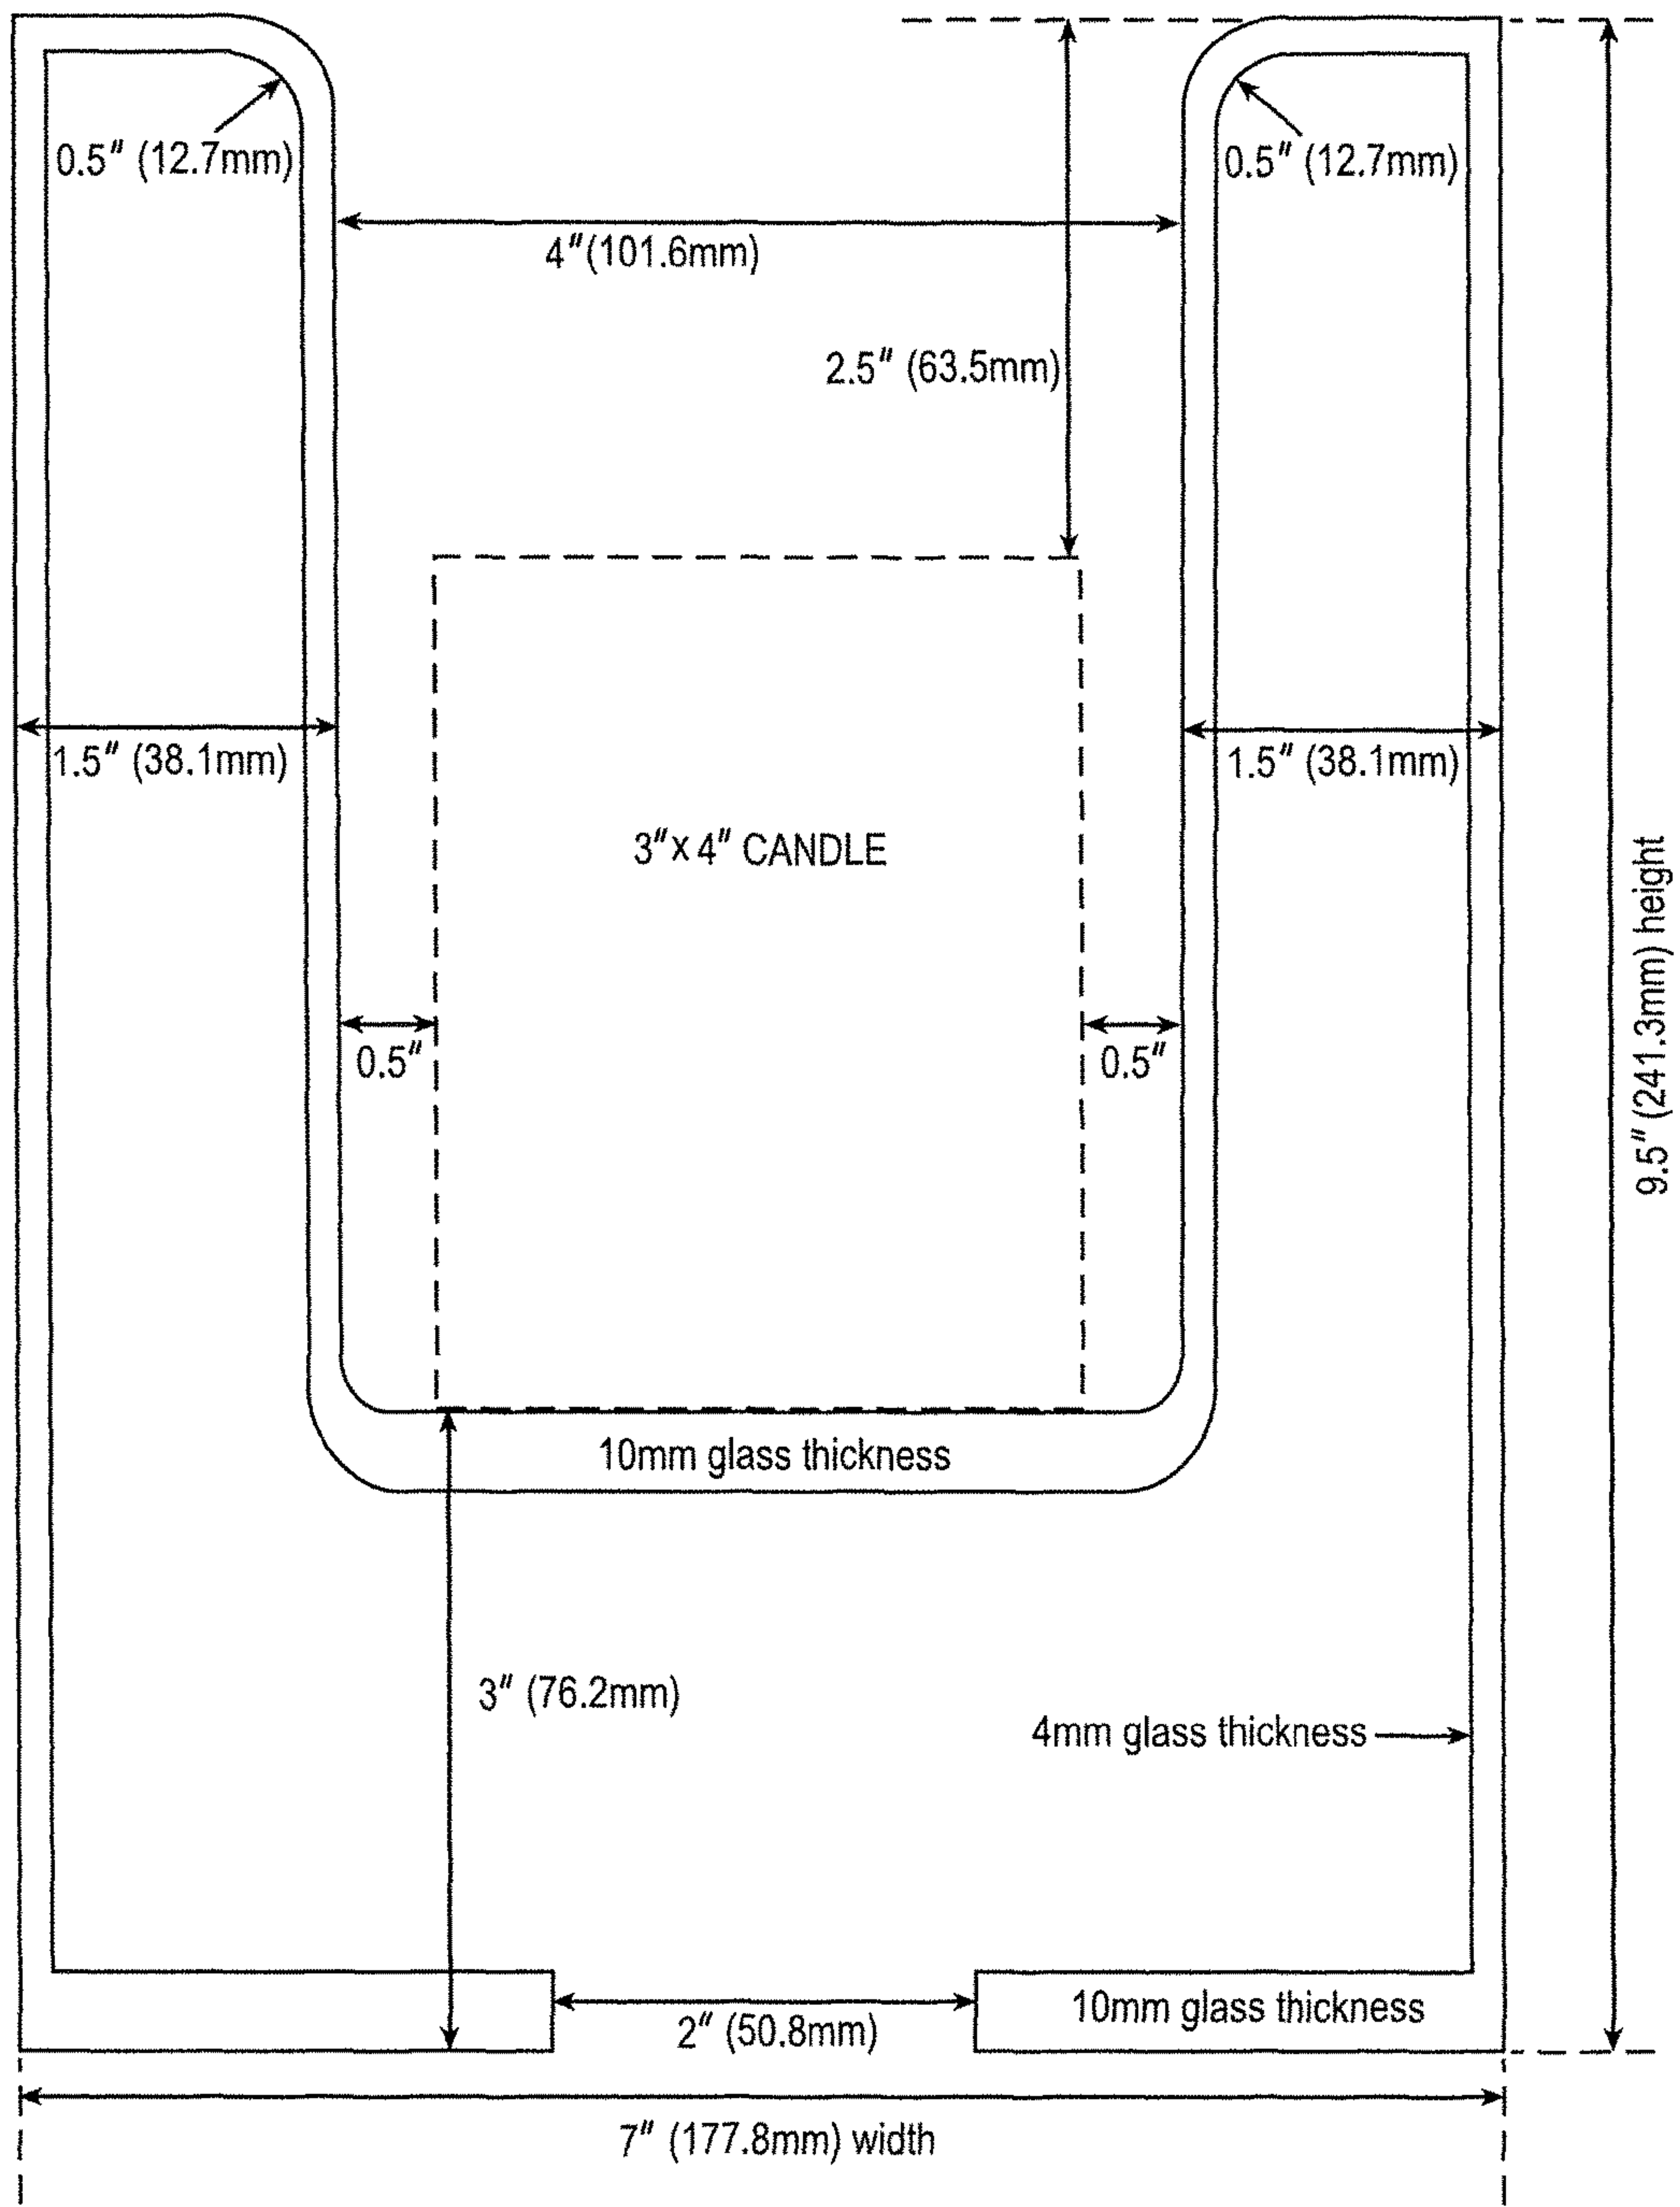 0.5" (12.7mm)
0.5" (12.7mm)
4"(101.6mm)
2.5" (63.5mm)
1.5" (38.1mm)
1.5" (38.1mm)
3"x 4" CANDLE
9.5" (241.3mm) height
0.5"
0.5"
10mm glass thickness
3" (76.2mm)
4mm glass thickness
10mm glass thickness
2" (50.8mm)
7" (177.8mm) width